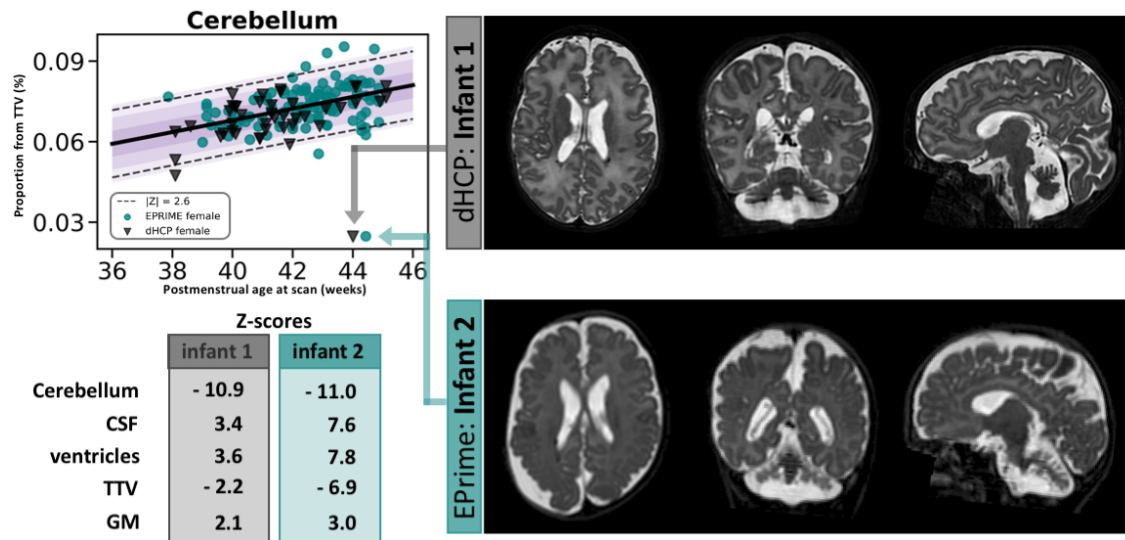 Cerebellum
Proportion from TTV (%)
0.09
0.06
0.03
|Z| = 2.6
EPRIME female
dHCP female
36 38 40 42 44 46
Postmenstrual age at scan (weeks)
dHCP: Infant 1
EPrime: Infant 2
Z-scores
infant 1 infant 2
Cerebellum - 10.9 - 11.0
CSF 3.4 7.6
ventricles 3.6 7.8
TTV - 2.2 - 6.9
GM 2.1 3.0